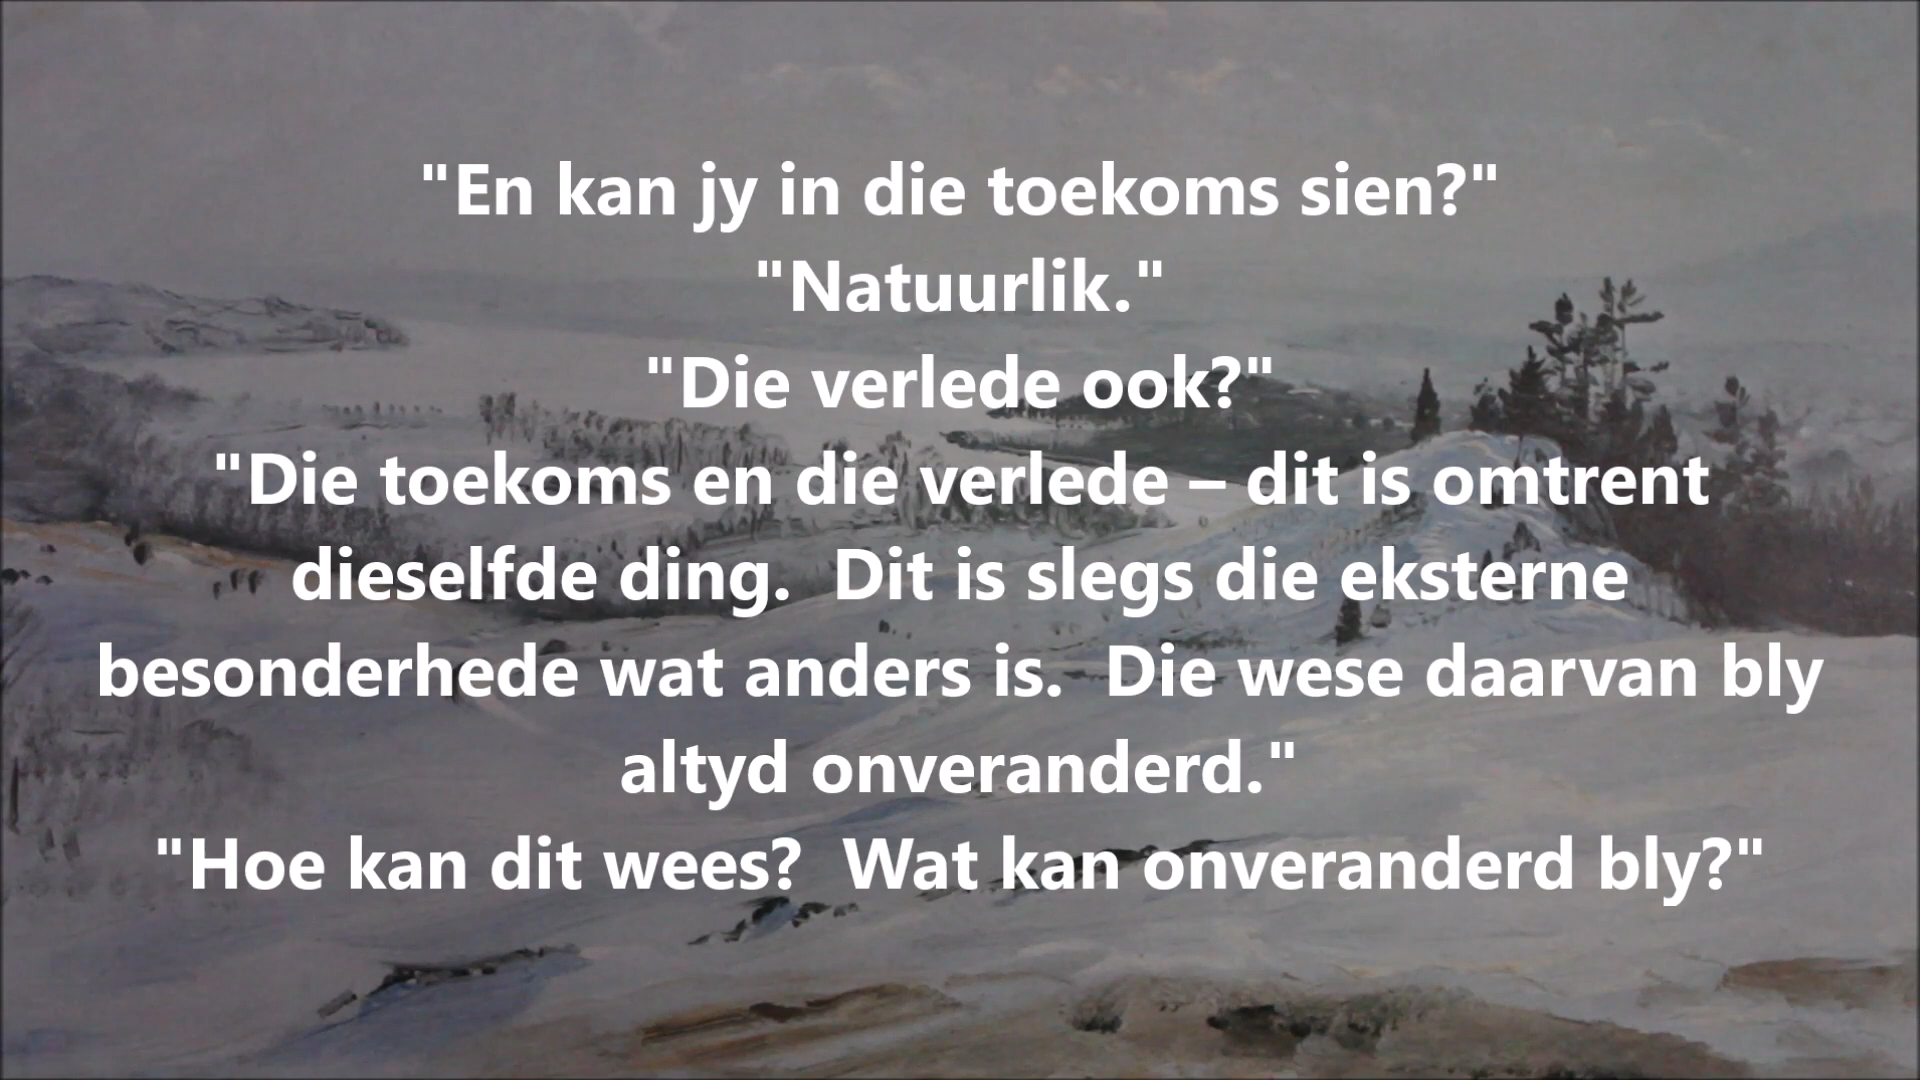 "En kan jy in die toekoms sien?"
"Natuurlik."
"Die verlede ook?"
"Die toekoms en die verlede – dit is omtrent
dieselfde ding.  Dit is slegs die eksterne
besonderhede wat anders is.  Die wese daarvan bly
altyd onveranderd."
"Hoe kan dit wees?  Wat kan onveranderd bly?"